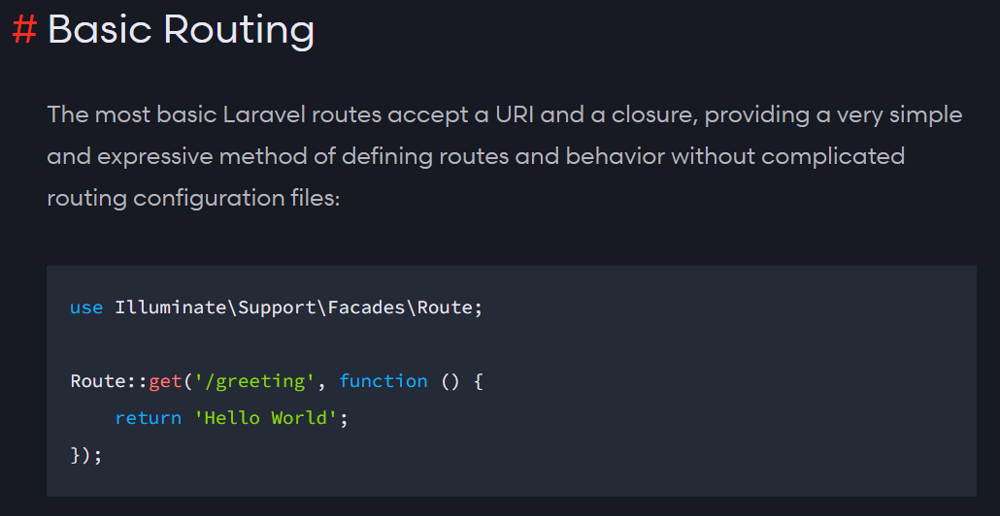 # Basic Routing
The most basic Laravel routes accept a URI and a closure, providing a very simple
and expressive method of defining routes and behavior without complicated
routing configuration files:
use Illuminate\Support\Facades\Route;
Route::get('/greeting', function () {
    return 'Hello World';
});